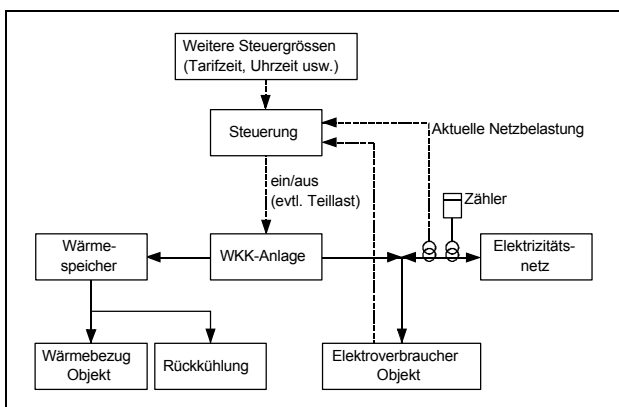 Weitere Steuergrössen
(Tarifzeit, Uhrzeit usw.)
Steuerung
Aktuelle Netzbelastung
ein/aus
(evtl. Teillast)
Zähler
Wärme-
speicher
WKK-Anlage
Elektrizitäts-
netz
Wärmebezug
Objekt
Rückkühlung
Elektroverbraucher
Objekt